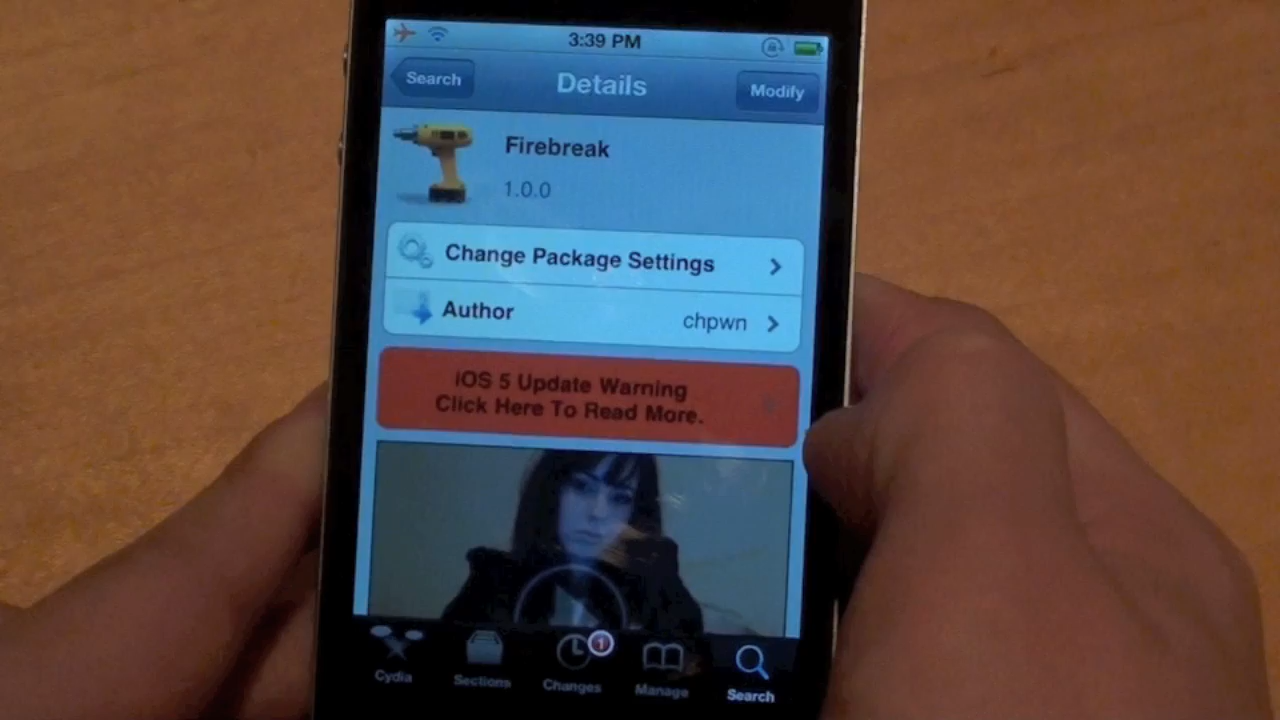 3:39 PM
Search
Details
Modify
Firebreak
1.0.0
Change Package Settings
Author
chpwn
iOS 5 Update Warning
Click Here To Read More.
1
Cydia
Sections
Changes
Manage
Search